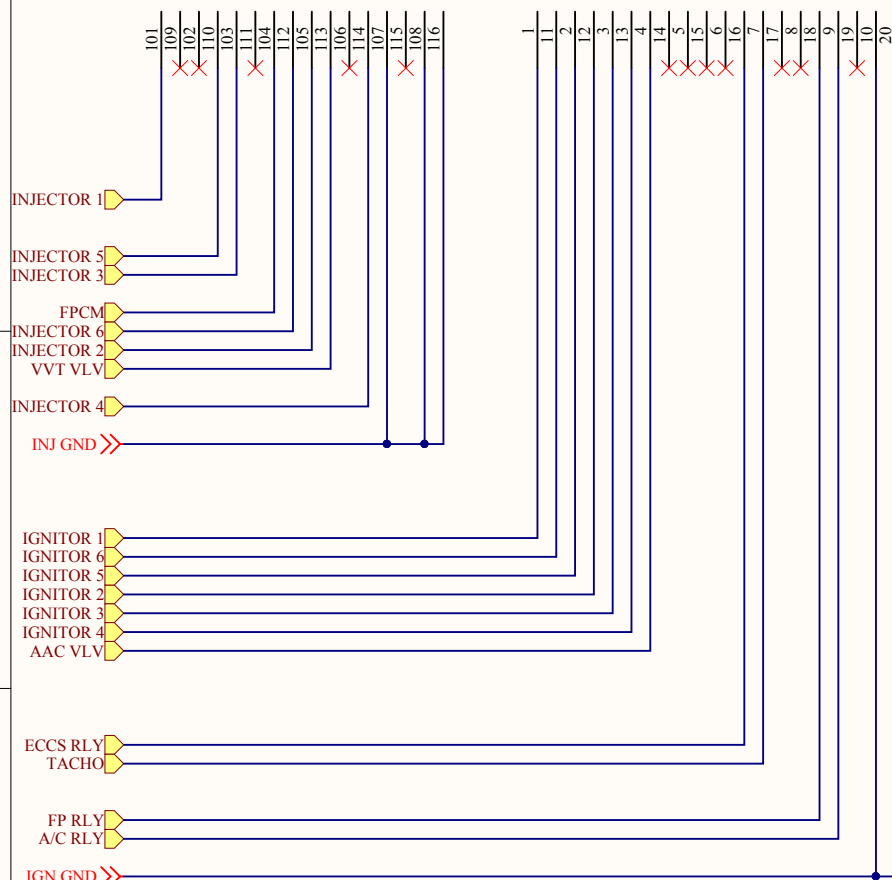 101 109 102 110 103 111 104 112 105 113 106 114 107 115 108 116 1 11 2 12 3 13 4 14 5 15 6 16 7 17 8 18 9 19 10 20
INJECTOR 1
INJECTOR 5
INJECTOR 3
FPCM
INJECTOR 6
INJECTOR 2
VVT VLV
INJECTOR 4
INJ GND
IGNITOR 1
IGNITOR 6
IGNITOR 5
IGNITOR 2
IGNITOR 3
IGNITOR 4
AAC VLV
ECCS RLY
TACHO
FP RLY
A/C RLY
IGN GND